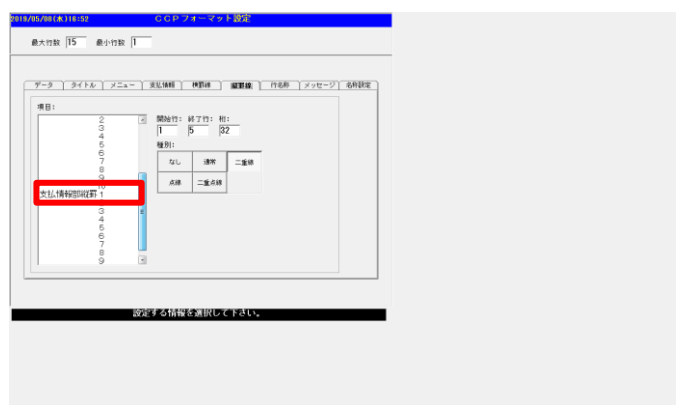 2019/05/08(水)16:52 CCPフォーマット設定
最大行数 15 最小行数 1
データ タイトル メニュー 支払情報 横罫線 縦罫線 行名称 メッセージ 名称設定
項目:
2
3
4
5
6
7
8
9
10
支払情報部縦罫 1
3
4
5
6
7
8
9
開始行: 終了行: 桁:
1 5 32
種別:
なし 通常 二重線
点線 二重点線
設定する情報を選択して下さい。